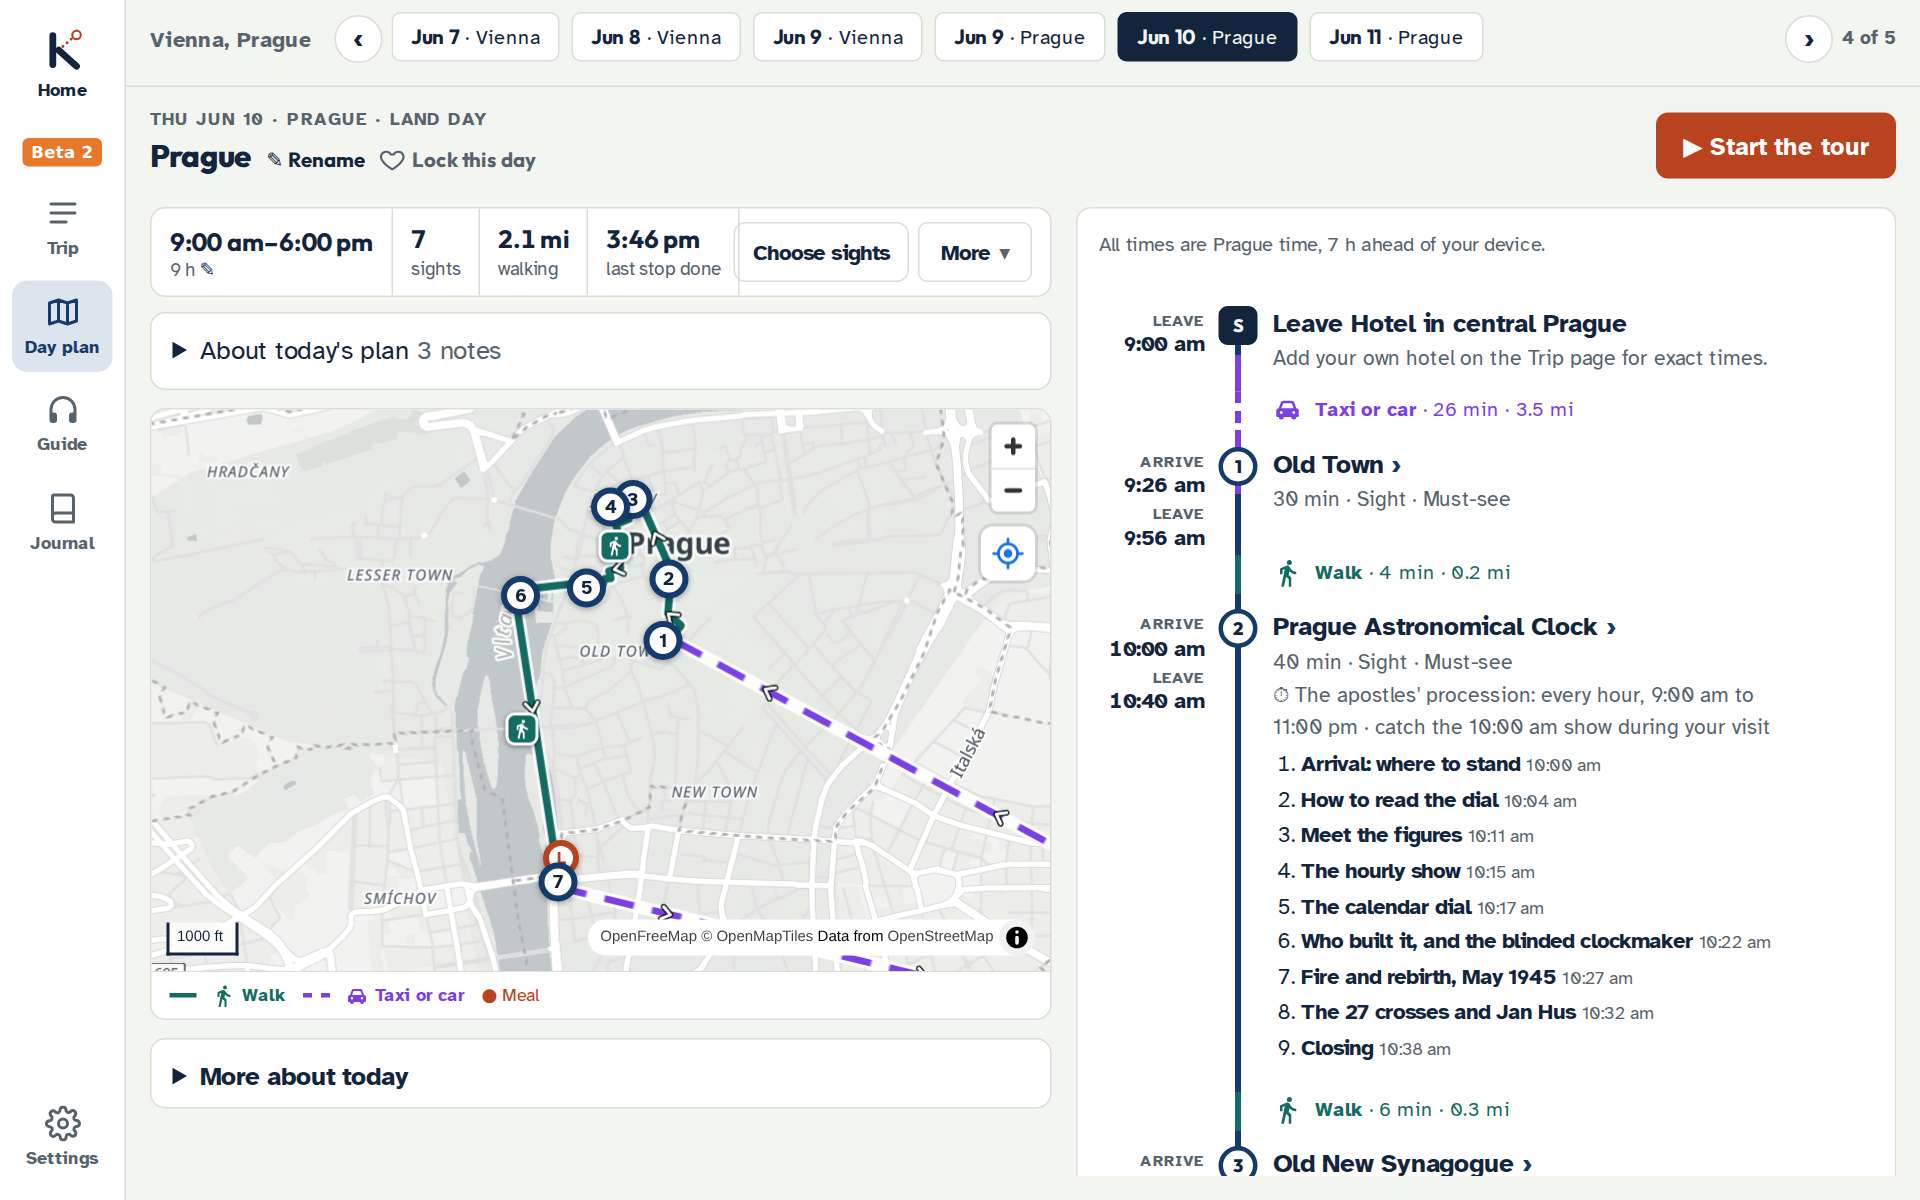 Home
Beta 2
Trip
Day plan
Guide
Journal
Settings
Vienna, Prague
‹
Jun 7 · Vienna
Jun 8 · Vienna
Jun 9 · Vienna
Jun 9 · Prague
Jun 10 · Prague
Jun 11 · Prague
›
4 of 5
THU JUN 10 · PRAGUE · LAND DAY
Prague ✎ Rename Lock this day
▶ Start the tour
9:00 am–6:00 pm
9 h ✎
7
sights
2.1 mi
walking
3:46 pm
last stop done
Choose sights
More ▾
▶ About today's plan 3 notes
HRADČANY
LESSER TOWN
Prague
OLD TOW
Vlta
Italská
NEW TOWN
SMÍCHOV
1
2
3
4
5
6
7
L
+
−
1000 ft
OpenFreeMap © OpenMapTiles Data from OpenStreetMap
Walk
Taxi or car
Meal
▶ More about today
All times are Prague time, 7 h ahead of your device.
LEAVE
9:00 am
S
Leave Hotel in central Prague
Add your own hotel on the Trip page for exact times.
Taxi or car · 26 min · 3.5 mi
ARRIVE
9:26 am
LEAVE
9:56 am
1
Old Town ›
30 min · Sight · Must-see
Walk · 4 min · 0.2 mi
ARRIVE
10:00 am
LEAVE
10:40 am
2
Prague Astronomical Clock ›
40 min · Sight · Must-see
⏱ The apostles' procession: every hour, 9:00 am to
11:00 pm · catch the 10:00 am show during your visit
1. Arrival: where to stand 10:00 am
2. How to read the dial 10:04 am
3. Meet the figures 10:11 am
4. The hourly show 10:15 am
5. The calendar dial 10:17 am
6. Who built it, and the blinded clockmaker 10:22 am
7. Fire and rebirth, May 1945 10:27 am
8. The 27 crosses and Jan Hus 10:32 am
9. Closing 10:38 am
Walk · 6 min · 0.3 mi
ARRIVE
3
Old New Synagogue ›